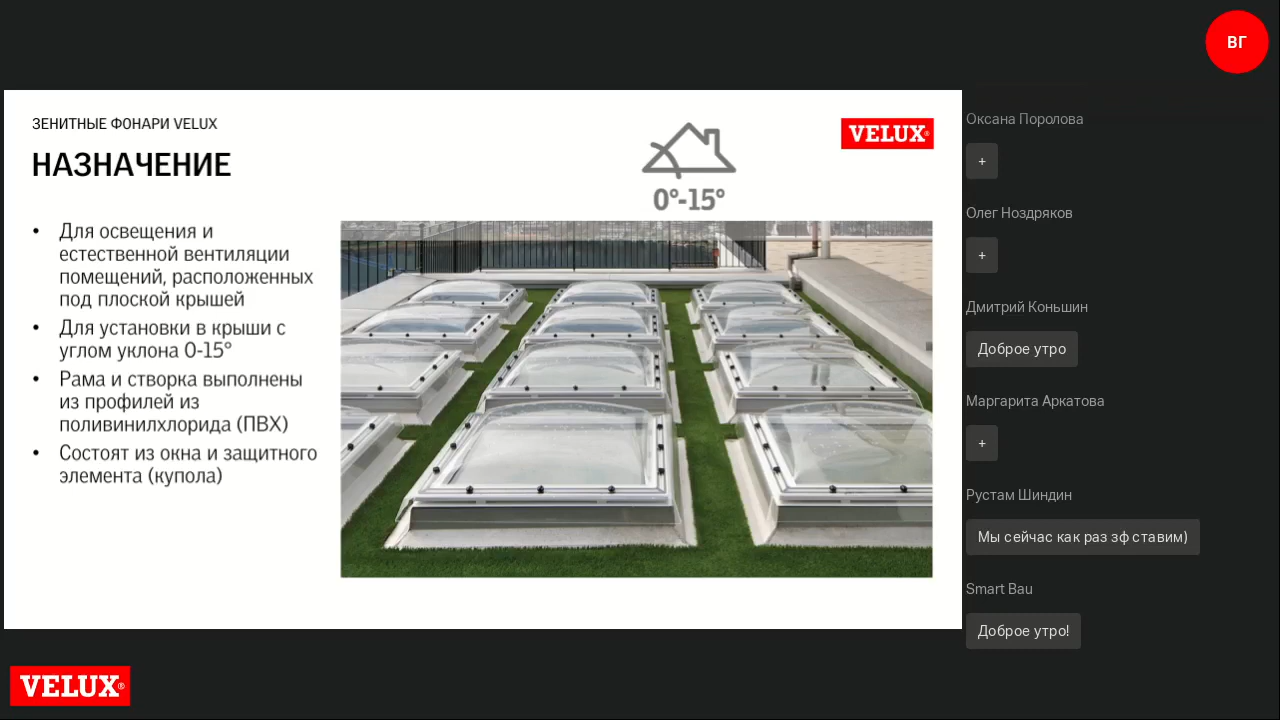 ВГ
ЗЕНИТНЫЕ ФОНАРИ VELUX
НАЗНАЧЕНИЕ
VELUX®
0°-15°
• Для освещения и
естественной вентиляции
помещений, расположенных
под плоской крышей
• Для установки в крыши с
углом уклона 0-15°
• Рама и створка выполнены
из профилей из
поливинилхлорида (ПВХ)
• Состоят из окна и защитного
элемента (купола)
Оксана Поролова
+
Олег Ноздряков
+
Дмитрий Коньшин
Доброе утро
Маргарита Аркатова
+
Рустам Шиндин
Мы сейчас как раз зф ставим)
Smart Bau
Доброе утро!
VELUX®